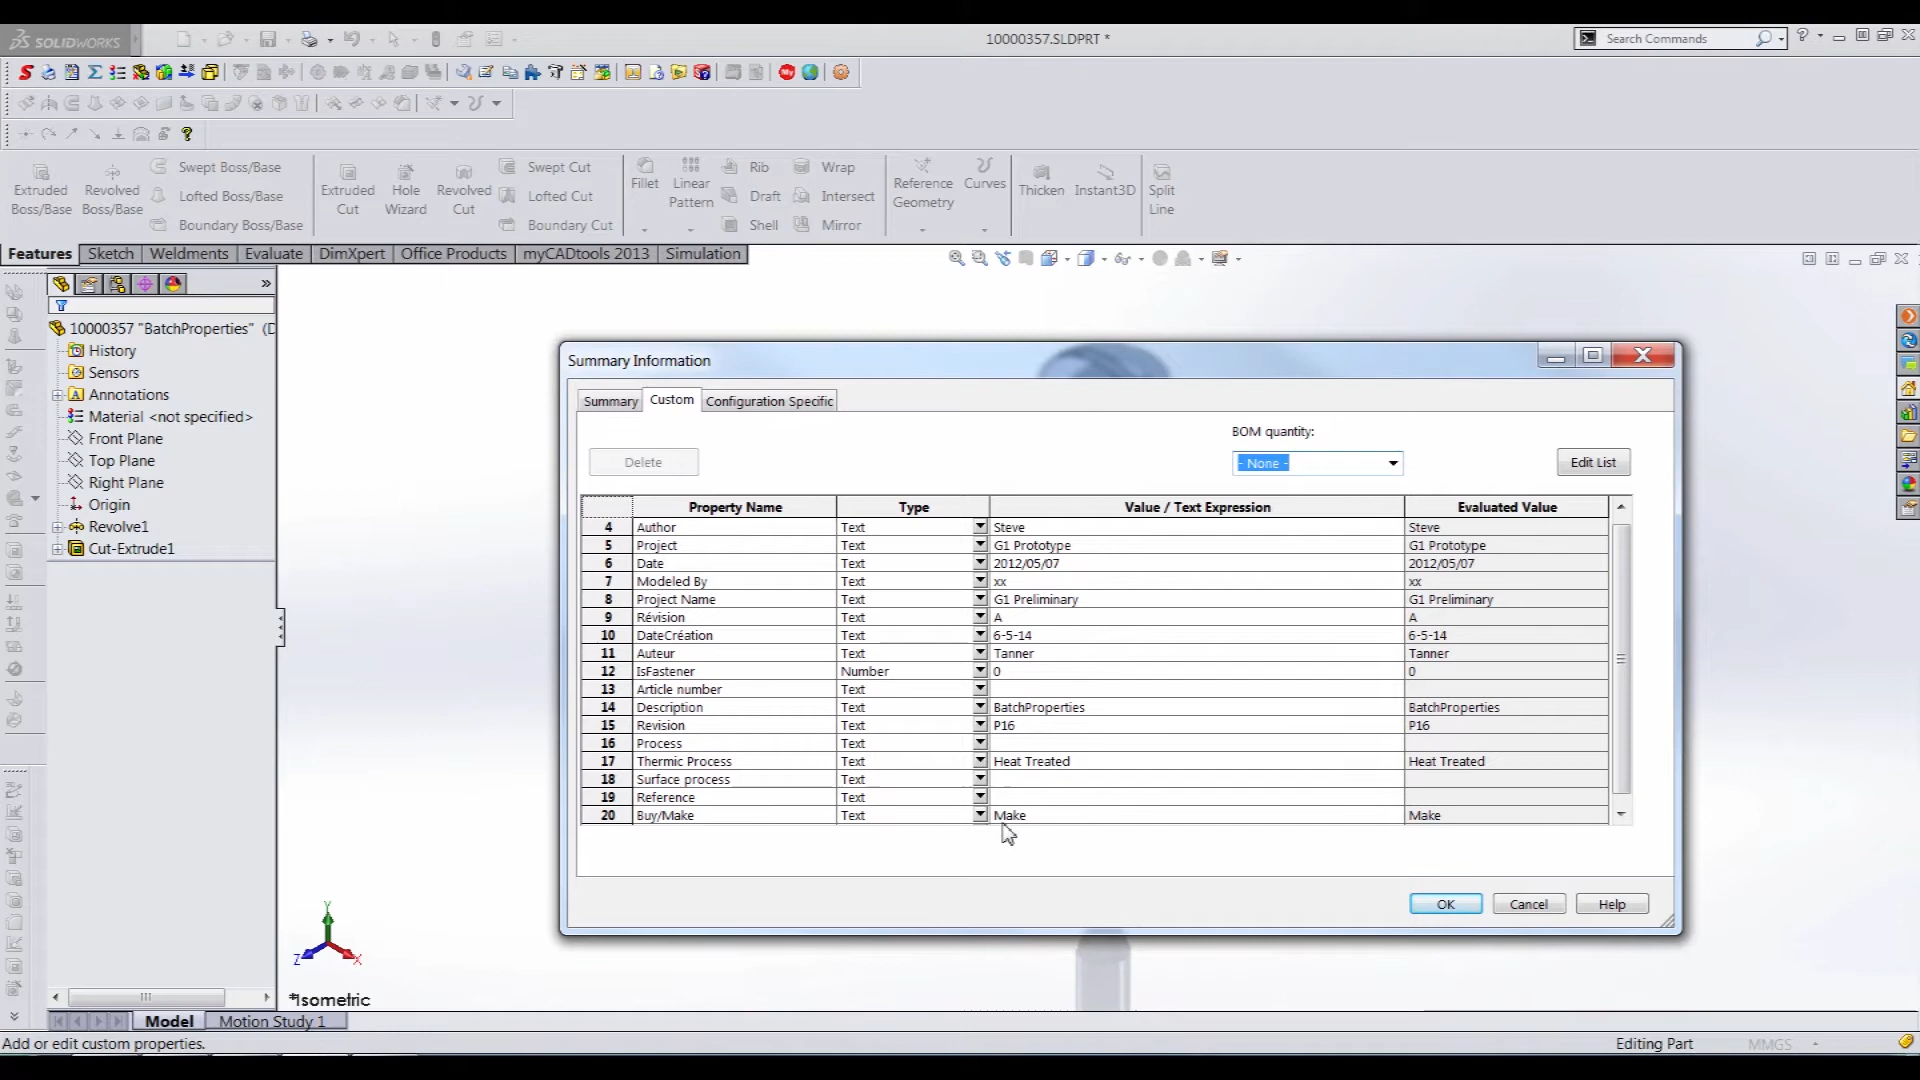 SOLIDWORKS
10000357.SLDPRT *
Search Commands
Extruded Boss/Base
Revolved Boss/Base
Swept Boss/Base
Lofted Boss/Base
Boundary Boss/Base
Extruded Cut
Hole Wizard
Revolved Cut
Swept Cut
Lofted Cut
Boundary Cut
Fillet
Linear Pattern
Rib
Draft
Shell
Wrap
Intersect
Mirror
Reference Geometry
Curves
Thicken
Instant3D
Split Line
Features Sketch Weldments Evaluate DimXpert Office Products myCADtools 2013 Simulation
10000357 "BatchProperties" (D
History
Sensors
Annotations
Material <not specified>
Front Plane
Top Plane
Right Plane
Origin
Revolve1
Cut-Extrude1
Summary Information
Summary Custom Configuration Specific
BOM quantity:
Delete - None - Edit List
Property Name Type Value / Text Expression Evaluated Value
4 Author Text Steve Steve
5 Project Text G1 Prototype G1 Prototype
6 Date Text 2012/05/07 2012/05/07
7 Modeled By Text xx xx
8 Project Name Text G1 Preliminary G1 Preliminary
9 Révision Text A A
10 DateCréation Text 6-5-14 6-5-14
11 Auteur Text Tanner Tanner
12 IsFastener Number 0 0
13 Article number Text
14 Description Text BatchProperties BatchProperties
15 Revision Text P16 P16
16 Process Text
17 Thermic Process Text Heat Treated Heat Treated
18 Surface process Text
19 Reference Text
20 Buy/Make Text Make Make
OK Cancel Help
Y
Z X
*Isometric
Model Motion Study 1
Add or edit custom properties. Editing Part MMGS